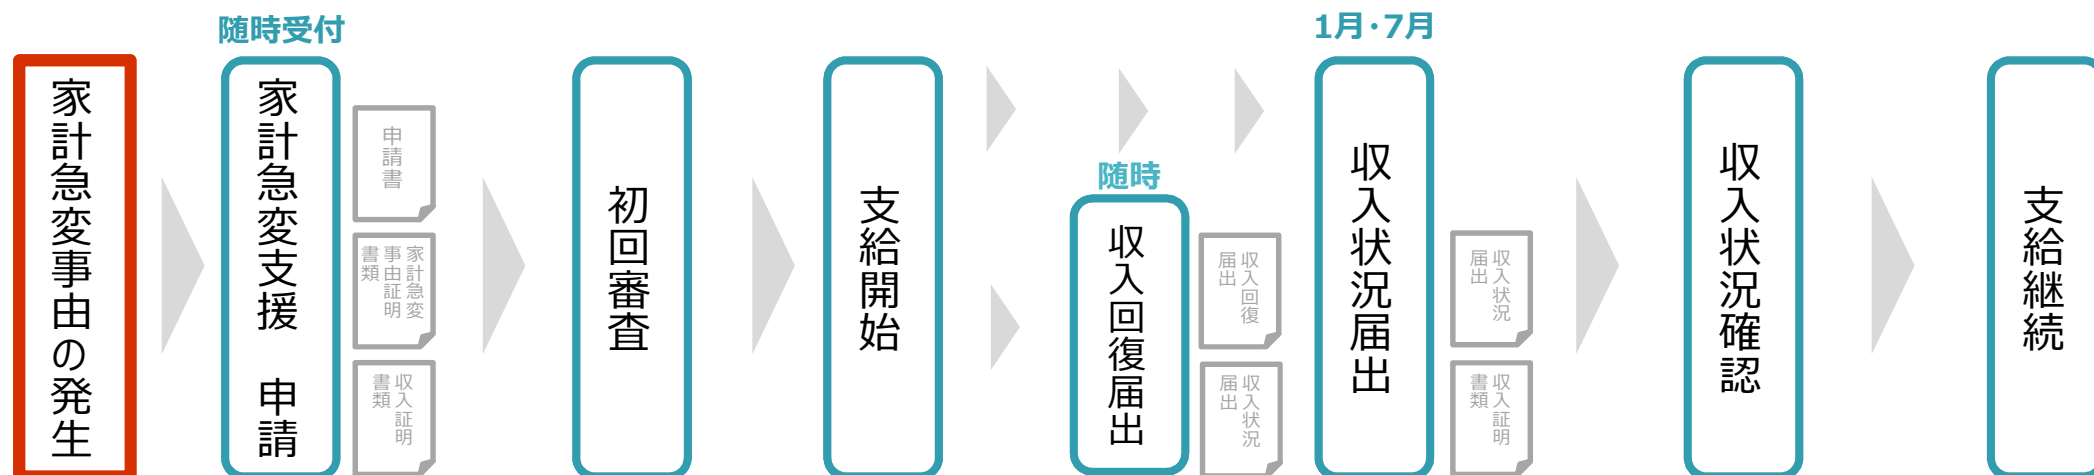 家計急変事由の発生
随時受付
家計急変支援　申請
申請書
家計急変
事由証明
書類
収入証明
書類
初回審査
支給開始
随時
収入回復届出
収入回復
届出
収入状況
届出
1月･7月
収入状況届出
収入状況
届出
収入証明
書類
収入状況確認
支給継続